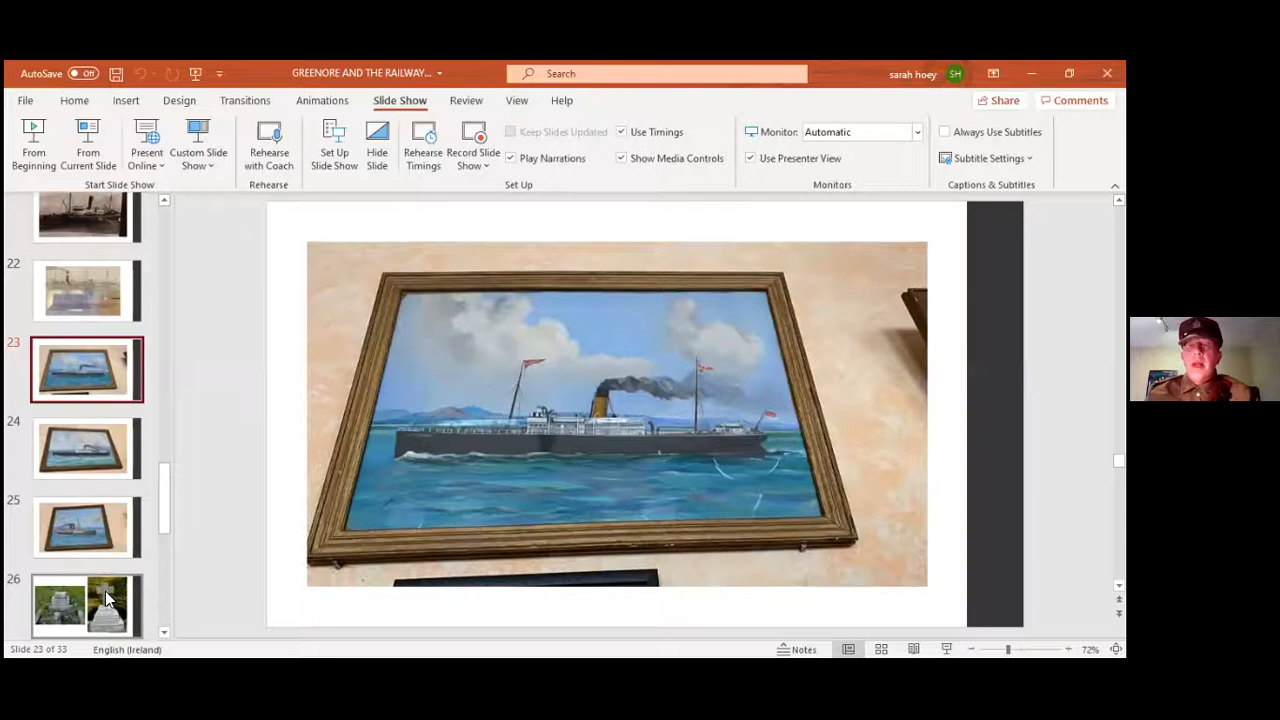 AutoSave Off GREENORE AND THE RAILWAY... Search sarah hoey SH
File Home Insert Design Transitions Animations Slide Show Review View Help Share Comments
From Beginning
From Current Slide
Present Online
Custom Slide Show
Start Slide Show
Rehearse with Coach
Rehearse
Set Up Slide Show
Hide Slide
Rehearse Timings
Record Slide Show
Keep Slides Updated
Use Timings
Play Narrations
Show Media Controls
Set Up
Monitor: Automatic
Use Presenter View
Monitors
Always Use Subtitles
Subtitle Settings
Captions & Subtitles
22
23
24
25
26
Slide 23 of 33 English (Ireland) Notes 72%